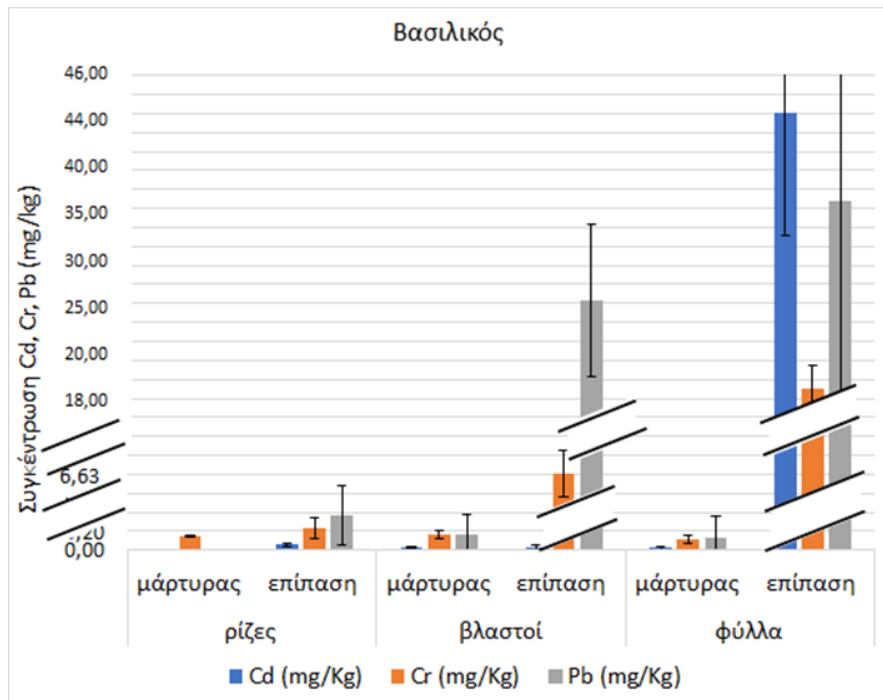 Βασιλικός
Συγκέντρωση Cd, Cr, Pb (mg/kg)
46,00
44,00
40,00
35,00
30,00
25,00
20,00
18,00
6,63
0,00
μάρτυρας επίπαση μάρτυρας επίπαση μάρτυρας επίπαση
ρίζες βλαστοί φύλλα
Cd (mg/Kg) Cr (mg/Kg) Pb (mg/Kg)